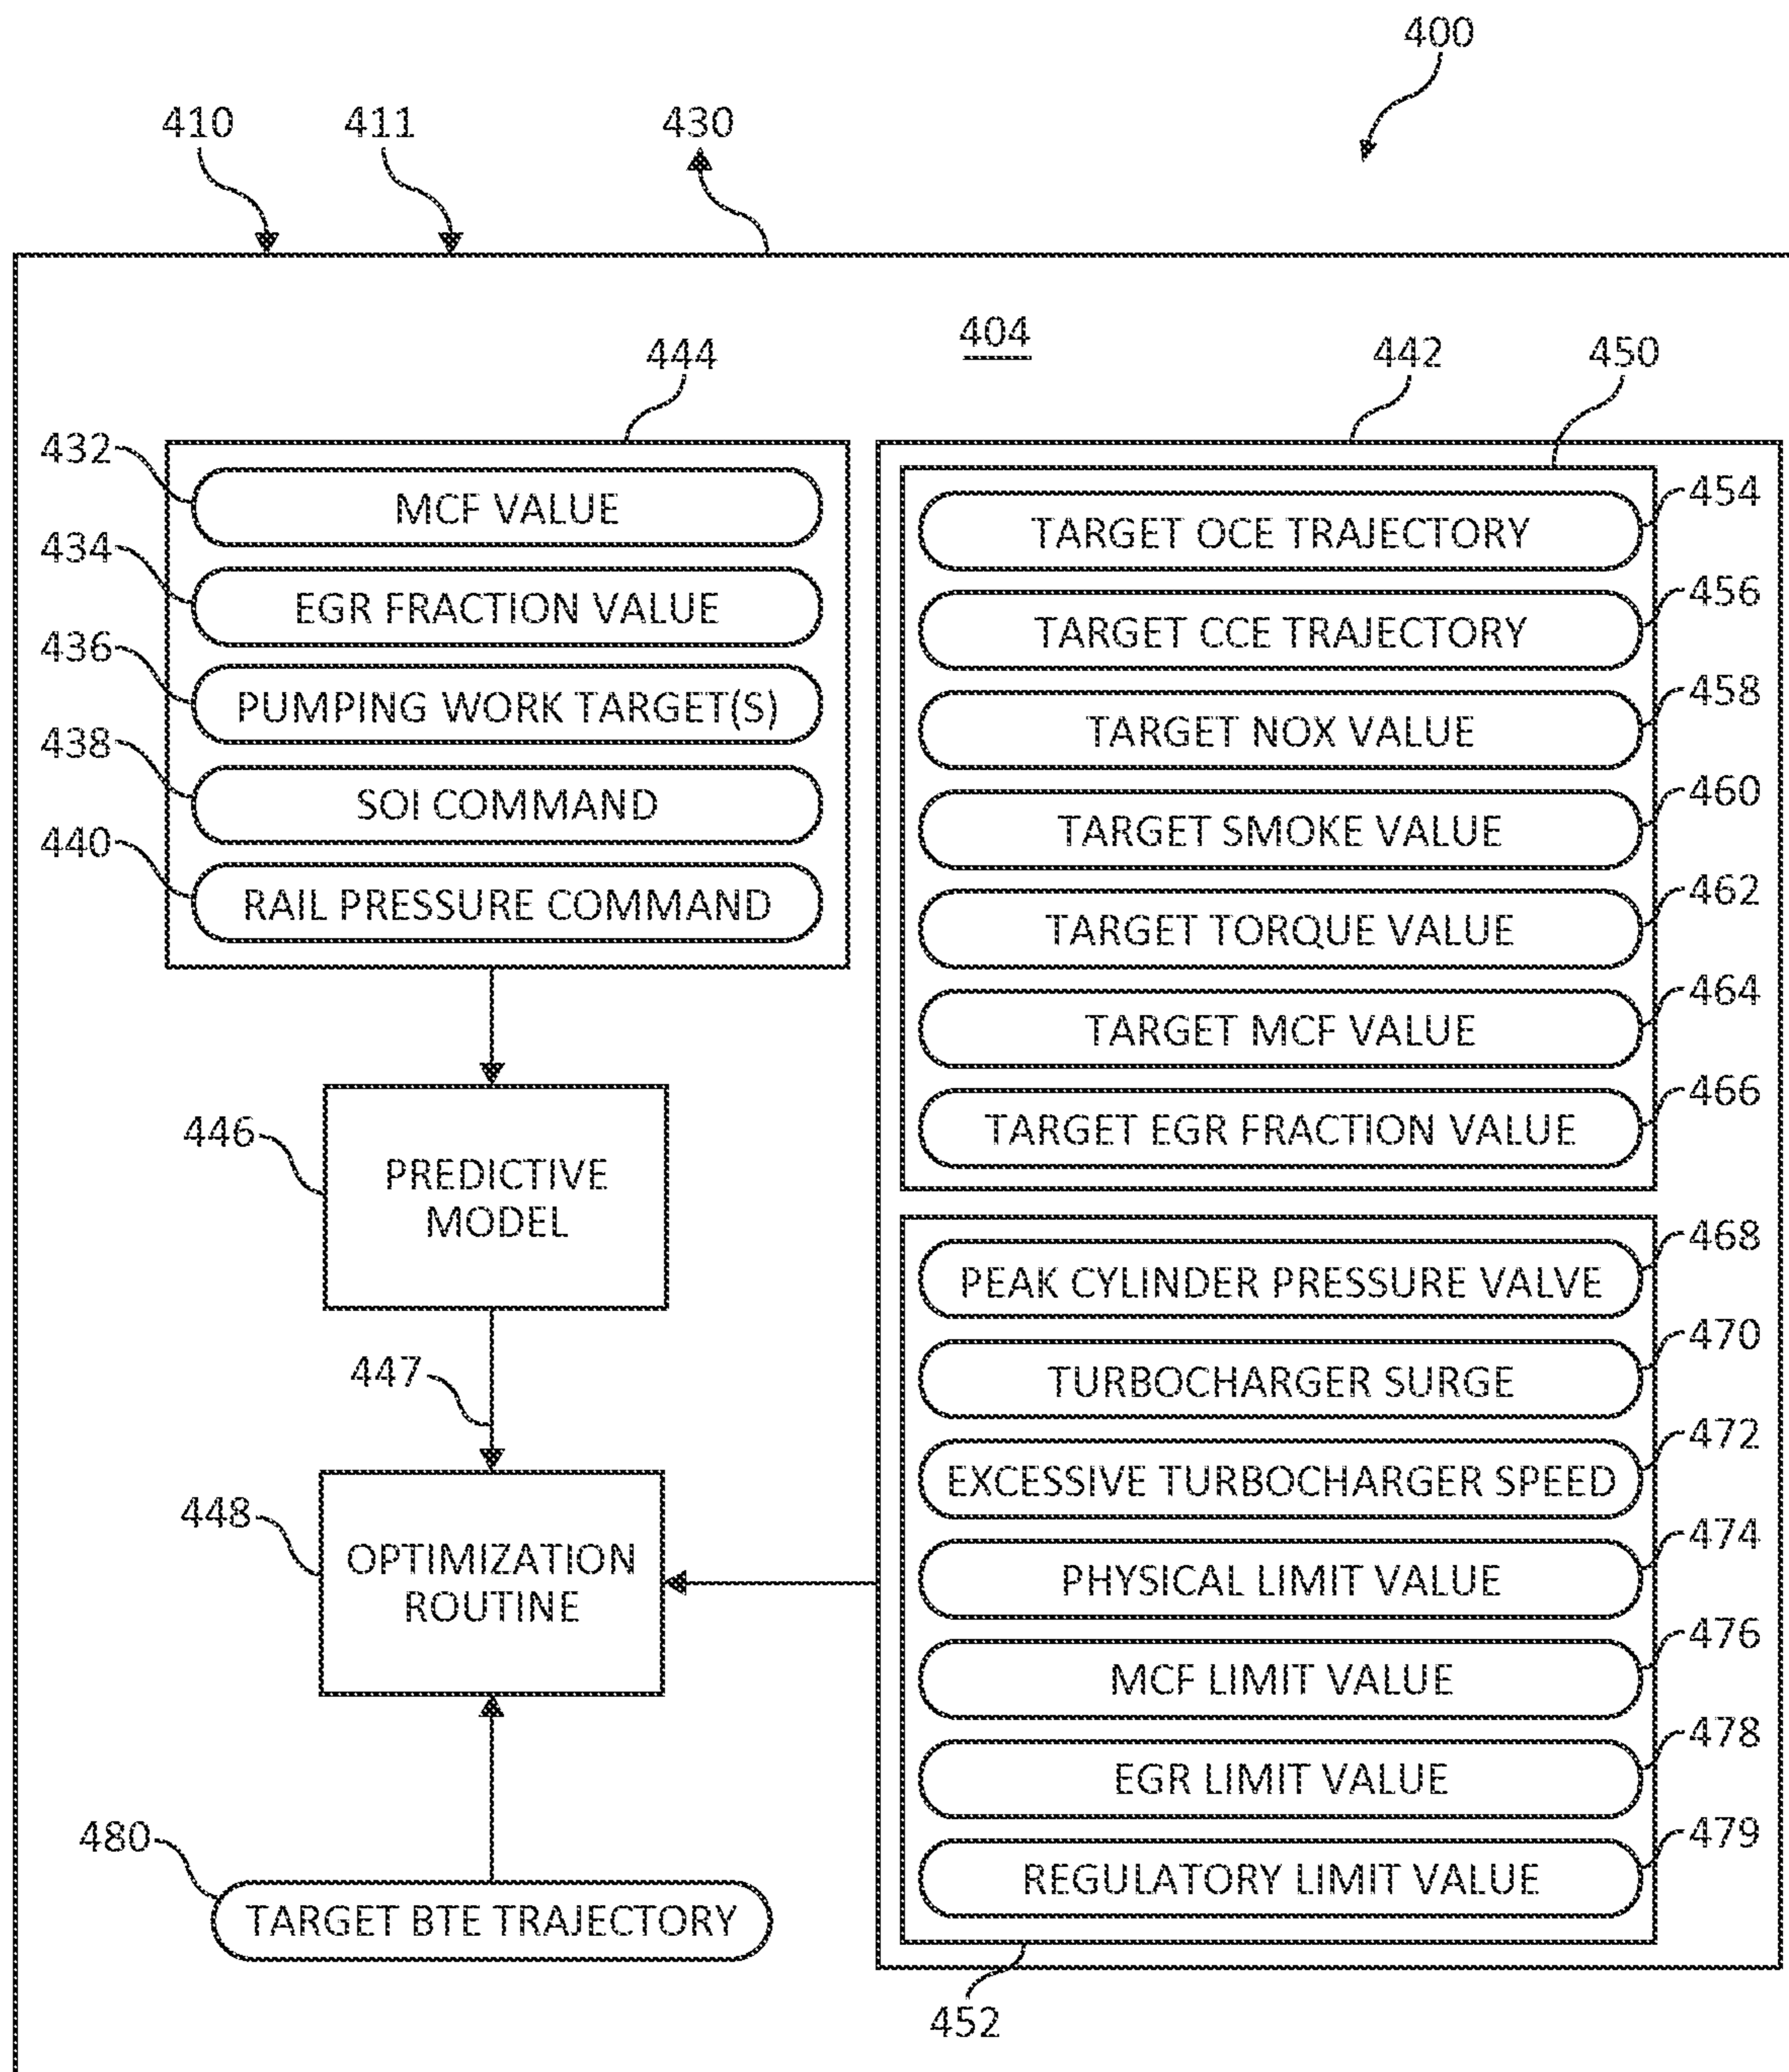 400
410
411
430
404
444
442
450
432
MCF VALUE
434
EGR FRACTION VALUE
436
PUMPING WORK TARGET(S)
438
SOI COMMAND
440
RAIL PRESSURE COMMAND
454
TARGET OCE TRAJECTORY
456
TARGET CCE TRAJECTORY
458
TARGET NOX VALUE
460
TARGET SMOKE VALUE
462
TARGET TORQUE VALUE
464
TARGET MCF VALUE
466
TARGET EGR FRACTION VALUE
446
PREDICTIVE
MODEL
447
448
OPTIMIZATION
ROUTINE
468
PEAK CYLINDER PRESSURE VALVE
470
TURBOCHARGER SURGE
472
EXCESSIVE TURBOCHARGER SPEED
474
PHYSICAL LIMIT VALUE
476
MCF LIMIT VALUE
478
EGR LIMIT VALUE
479
REGULATORY LIMIT VALUE
480
TARGET BTE TRAJECTORY
452